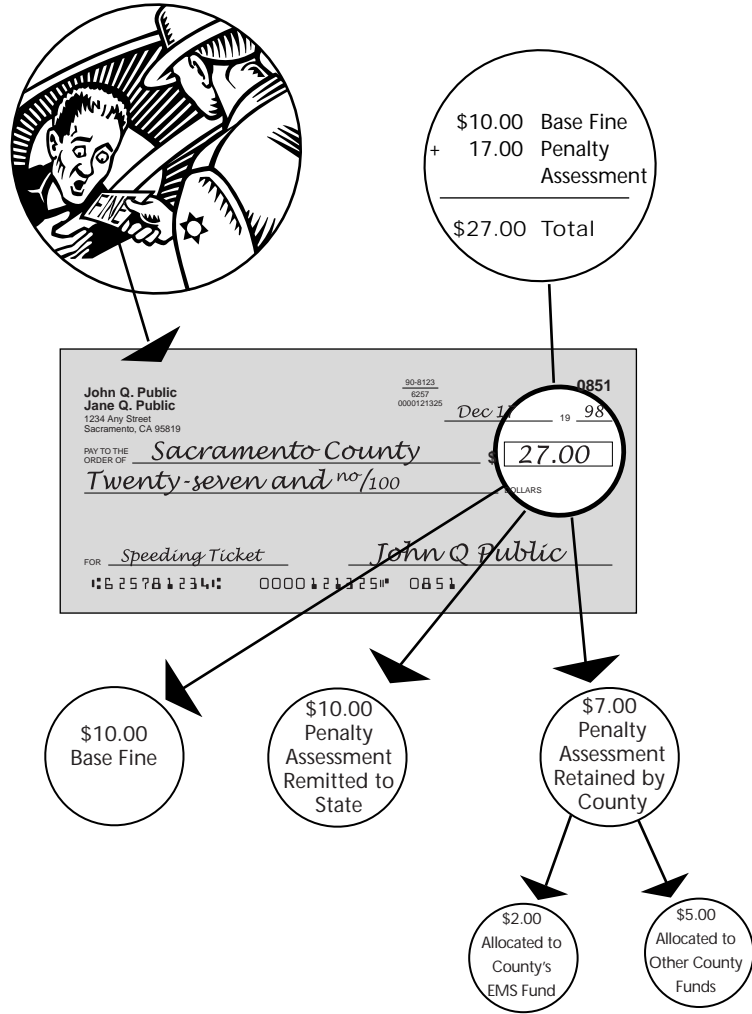 FINE
$10.00 Base Fine
+ 17.00 Penalty
Assessment
$27.00 Total
John Q. Public
Jane Q. Public
1234 Any Street
Sacramento, CA 95819
90-8123
6257
0000121325
0851
Dec 1 19 98
PAY TO THE
ORDER OF Sacramento County $ 27.00
Twenty-seven and no/100 DOLLARS
FOR Speeding Ticket John Q Public
⑆625781234⑆ 0000121325⑈ 0851
$10.00
Base Fine
$10.00
Penalty
Assessment
Remitted to
State
$7.00
Penalty
Assessment
Retained by
County
$2.00
Allocated to
County's
EMS Fund
$5.00
Allocated to
Other County
Funds